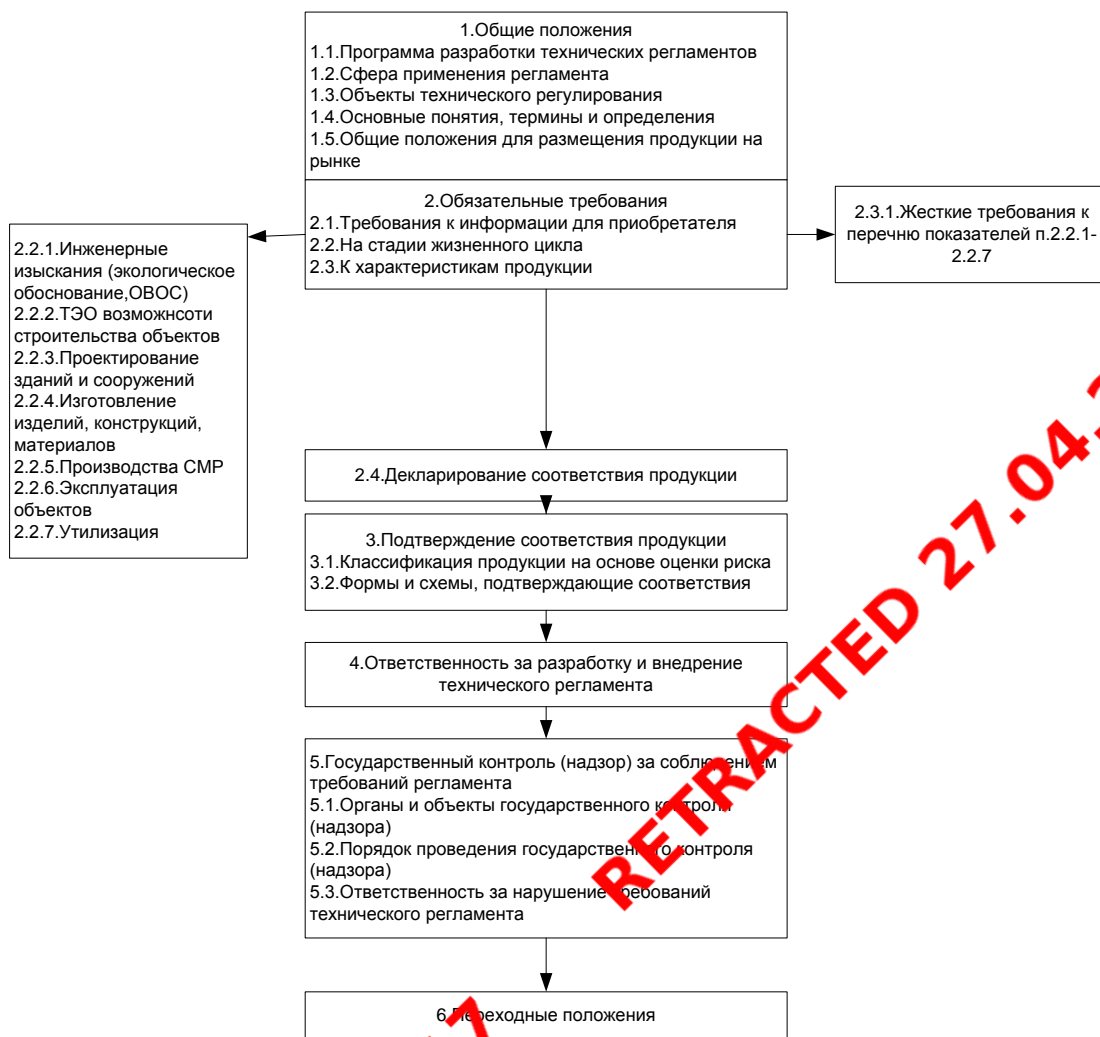 1.Общие положения
1.1.Программа разработки технических регламентов
1.2.Сфера применения регламента
1.3.Объекты технического регулирования
1.4.Основные понятия, термины и определения
1.5.Общие положения для размещения продукции на
рынке
2.Обязательные требования
2.1.Требования к информации для приобретателя
2.2.На стадии жизненного цикла
2.3.К характеристикам продукции
2.2.1.Инженерные
изыскания (экологическое
обоснование,ОВОС)
2.2.2.ТЭО возможнсоти
строительства объектов
2.2.3.Проектирование
зданий и сооружений
2.2.4.Изготовление
изделий, конструкций,
материалов
2.2.5.Производства СМР
2.2.6.Эксплуатация
объектов
2.2.7.Утилизация
2.3.1.Жесткие требования к
перечню показателей п.2.2.1-
2.2.7
2.4.Декларирование соответствия продукции
3.Подтверждение соответствия продукции
3.1.Классификация продукции на основе оценки риска
3.2.Формы и схемы, подтверждающие соответствия
4.Ответственность за разработку и внедрение
технического регламента
5.Государственный контроль (надзор) за соблюдением
требований регламента
5.1.Органы и объекты государственного контроля
(надзора)
5.2.Порядок проведения государственного контроля
(надзора)
5.3.Ответственность за нарушение требований
технического регламента
6.Переходные положения
RETRACTED 27.04.
7